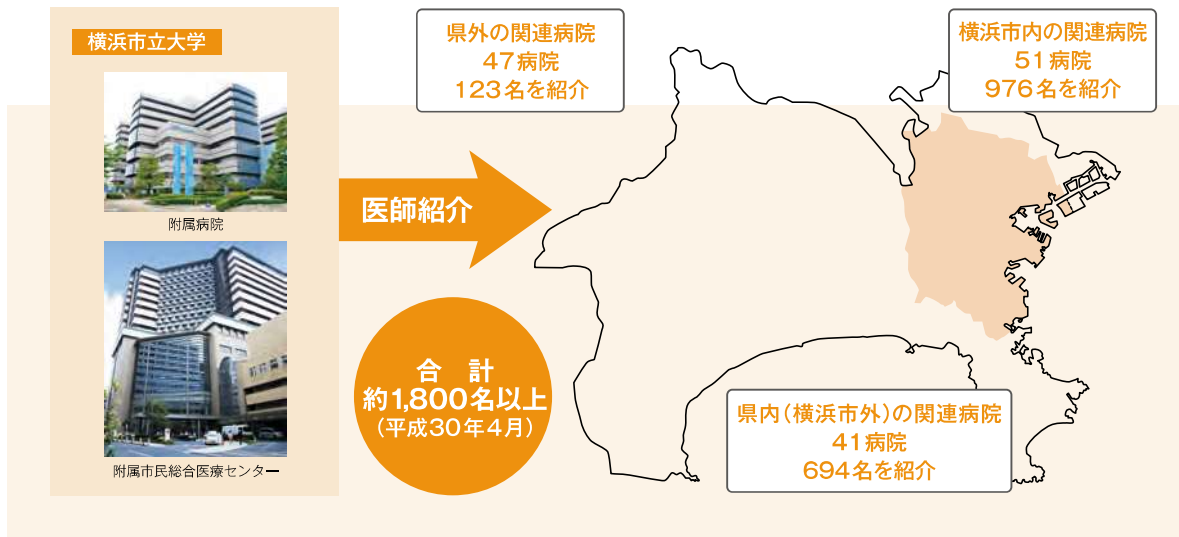 横浜市立大学
附属病院
附属市民総合医療センター
医師紹介
合 計
約1,800名以上
(平成30年4月)
県外の関連病院
47病院
123名を紹介
横浜市内の関連病院
51病院
976名を紹介
県内(横浜市外)の関連病院
41病院
694名を紹介